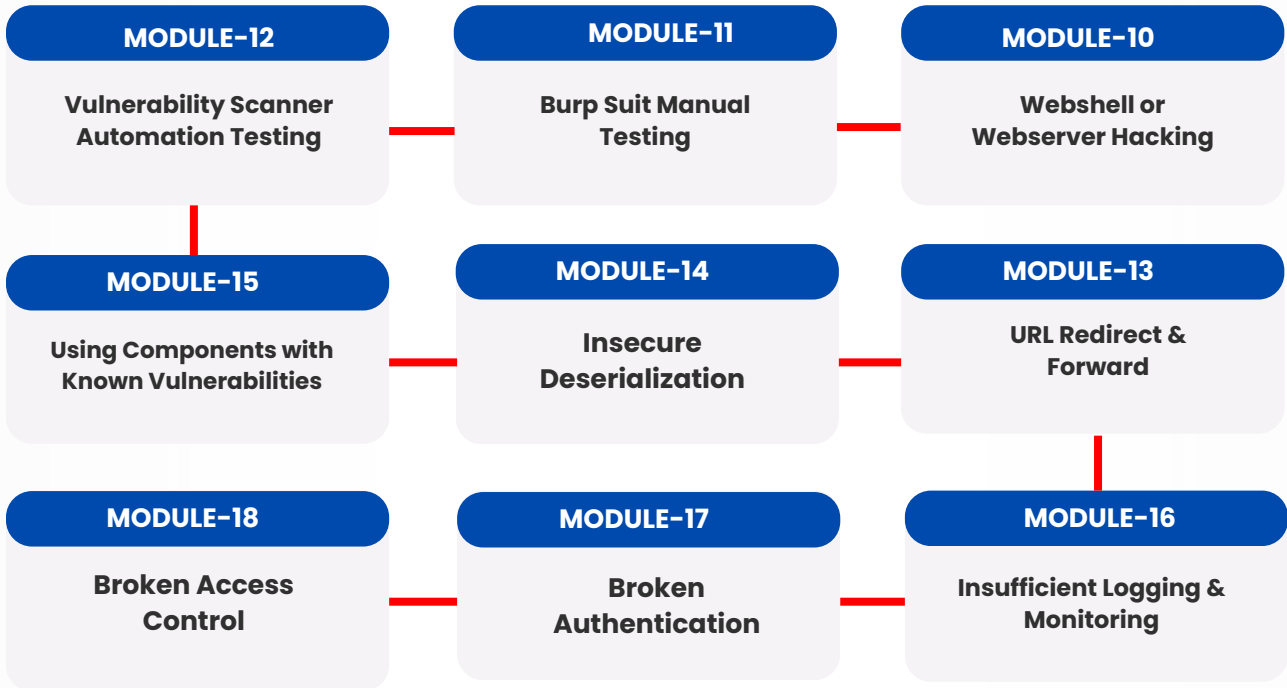 MODULE-12
Vulnerability Scanner
Automation Testing
MODULE-11
Burp Suit Manual
Testing
MODULE-10
Webshell or
Webserver Hacking
MODULE-15
Using Components with
Known Vulnerabilities
MODULE-14
Insecure
Deserialization
MODULE-13
URL Redirect &
Forward
MODULE-18
Broken Access
Control
MODULE-17
Broken
Authentication
MODULE-16
Insufficient Logging &
Monitoring